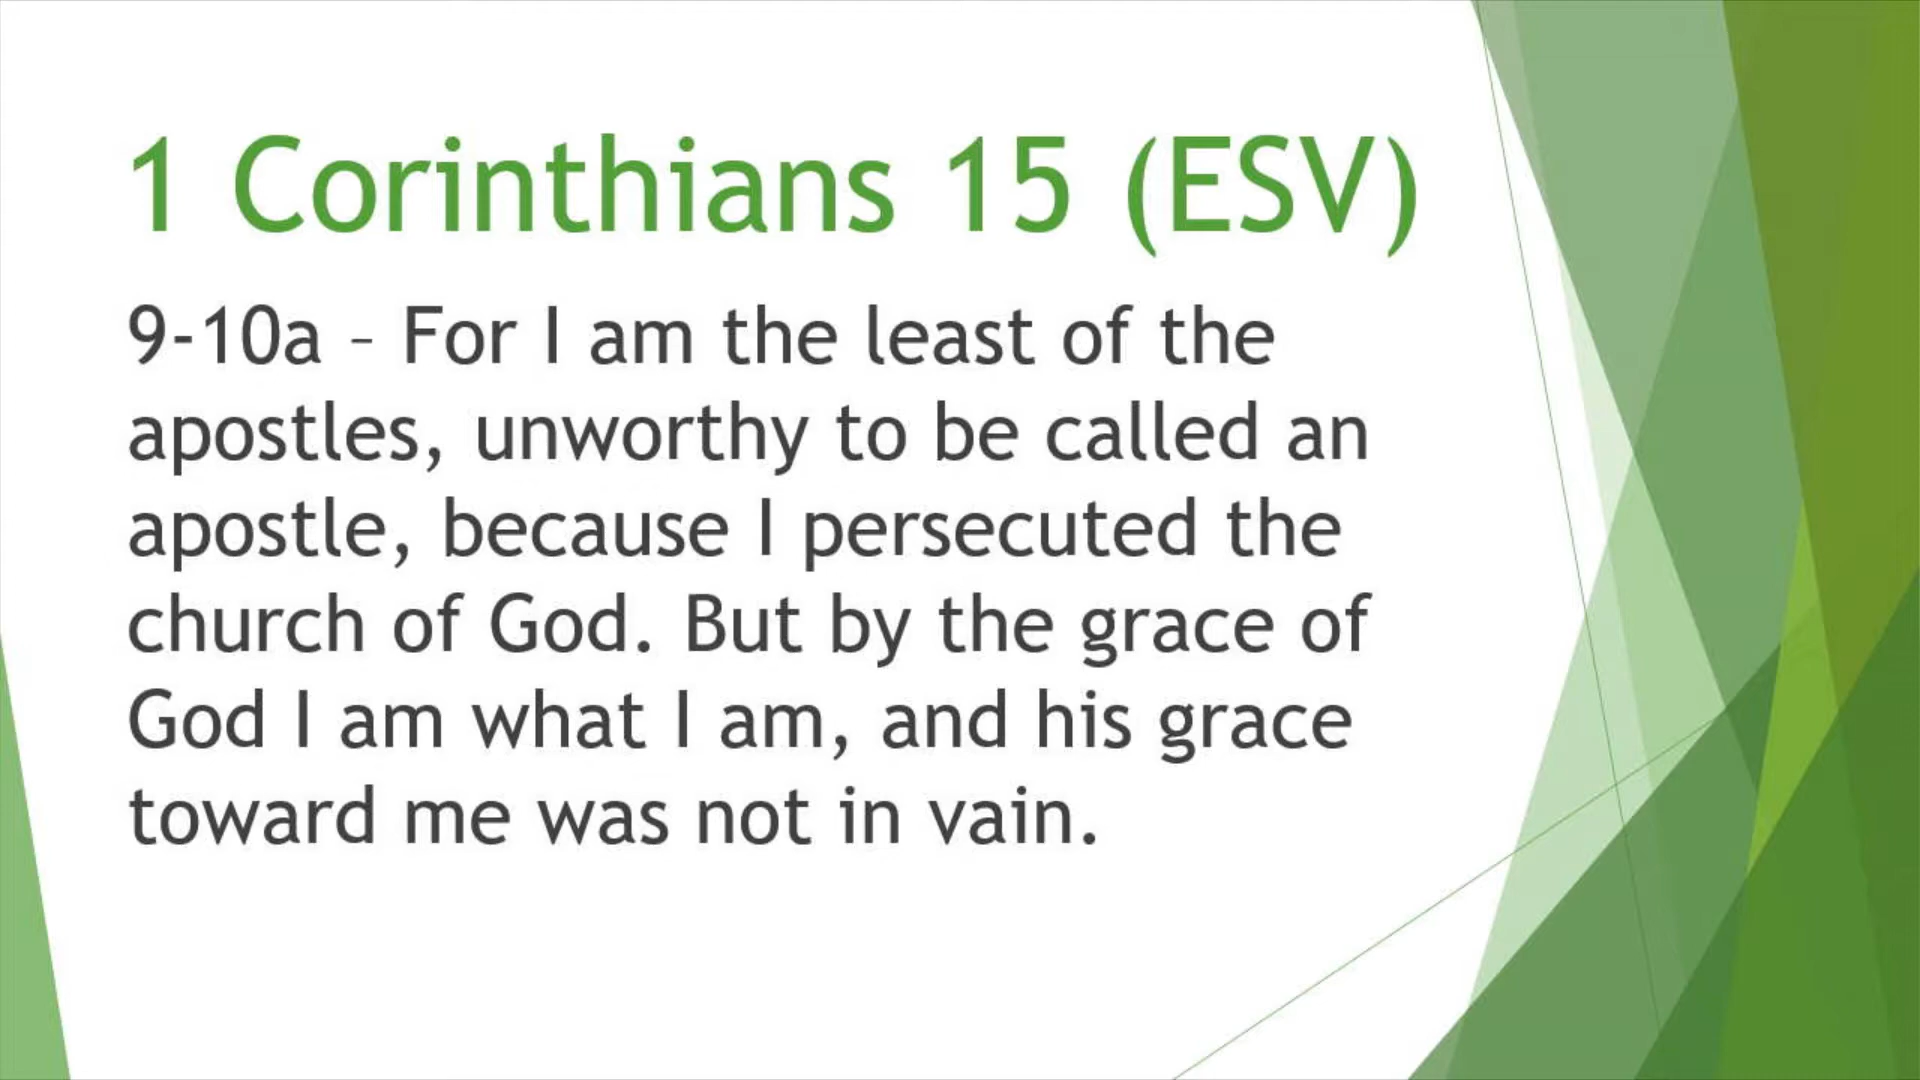 1 Corinthians 15 (ESV)
9-10a – For I am the least of the
apostles, unworthy to be called an
apostle, because I persecuted the
church of God. But by the grace of
God I am what I am, and his grace
toward me was not in vain.